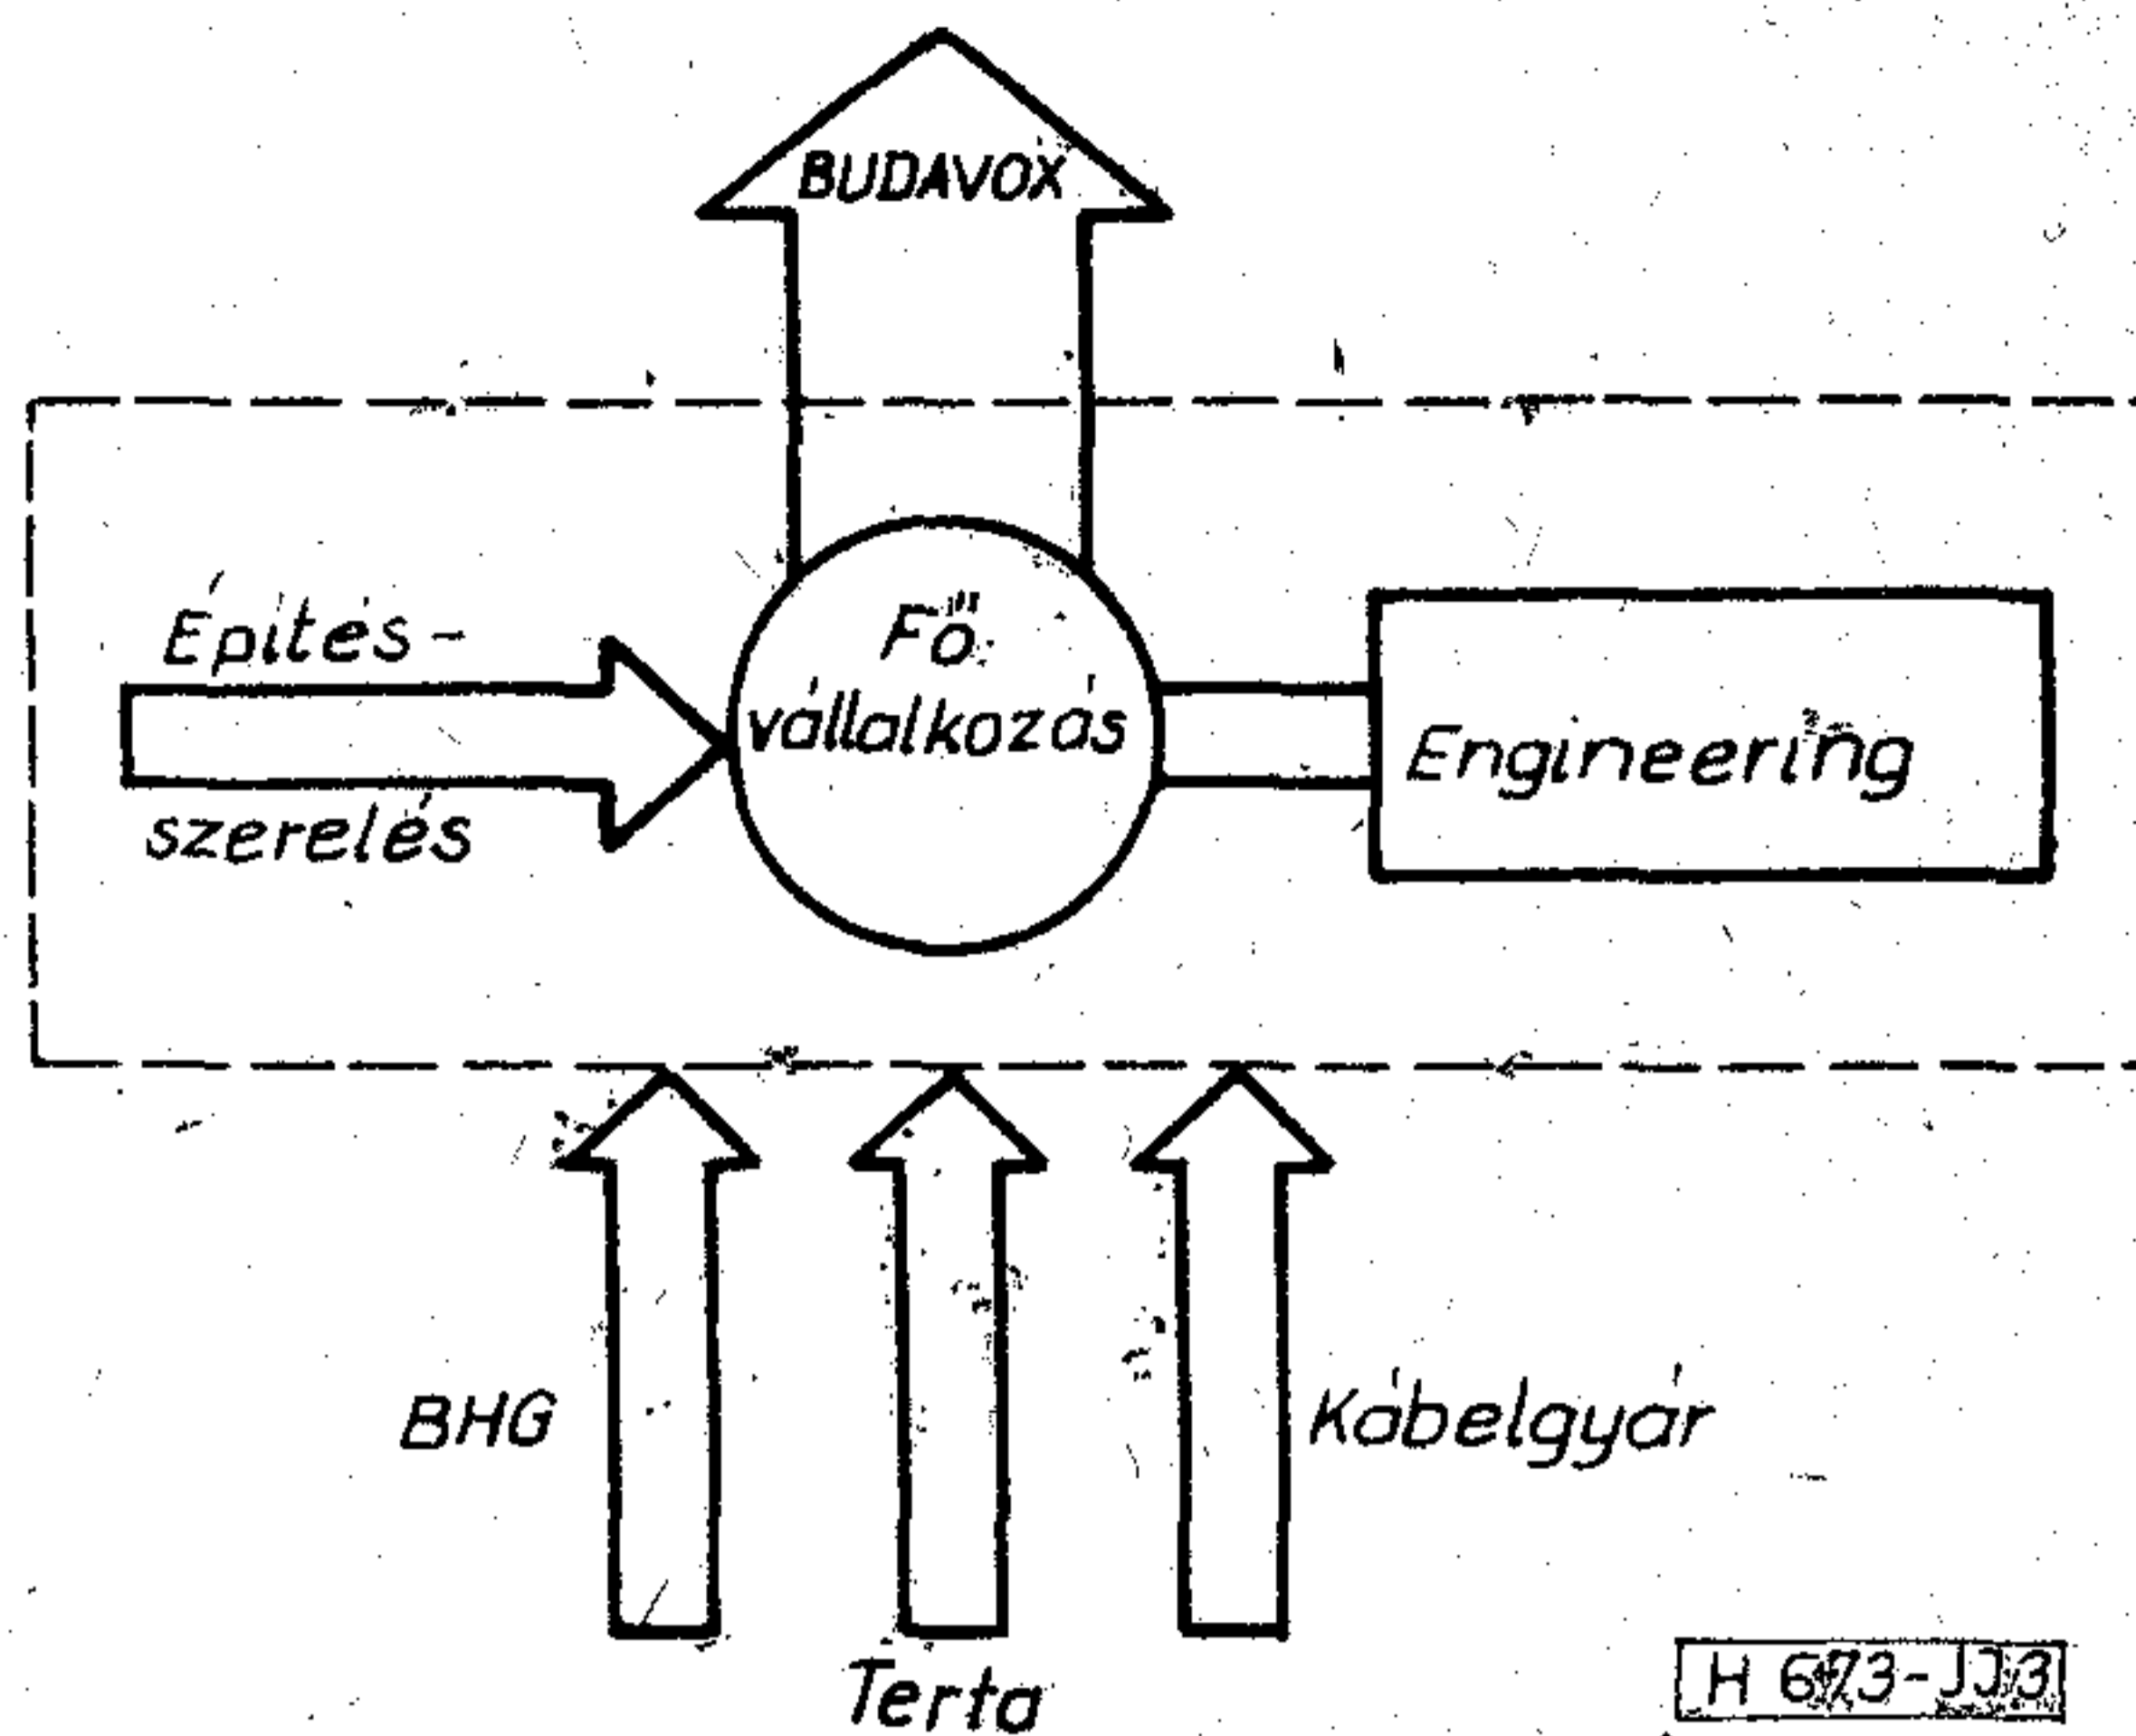 BUDAVOX
Építés-
szerelés
Fő
vállalkozás
Engineering
BHG
Terta
Kábelgyár